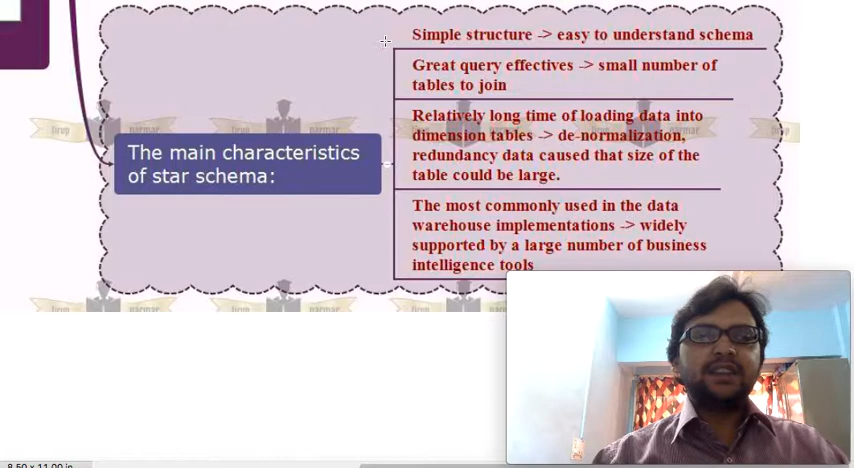 Simple structure -> easy to understand schema
Great query effectives -> small number of
tables to join
Relatively long time of loading data into
dimension tables -> de-normalization,
redundancy data caused that size of the
table could be large.
The main characteristics
of star schema:
The most commonly used in the data
warehouse implementations -> widely
supported by a large number of business
intelligence tools
8.50 x 11.00 in